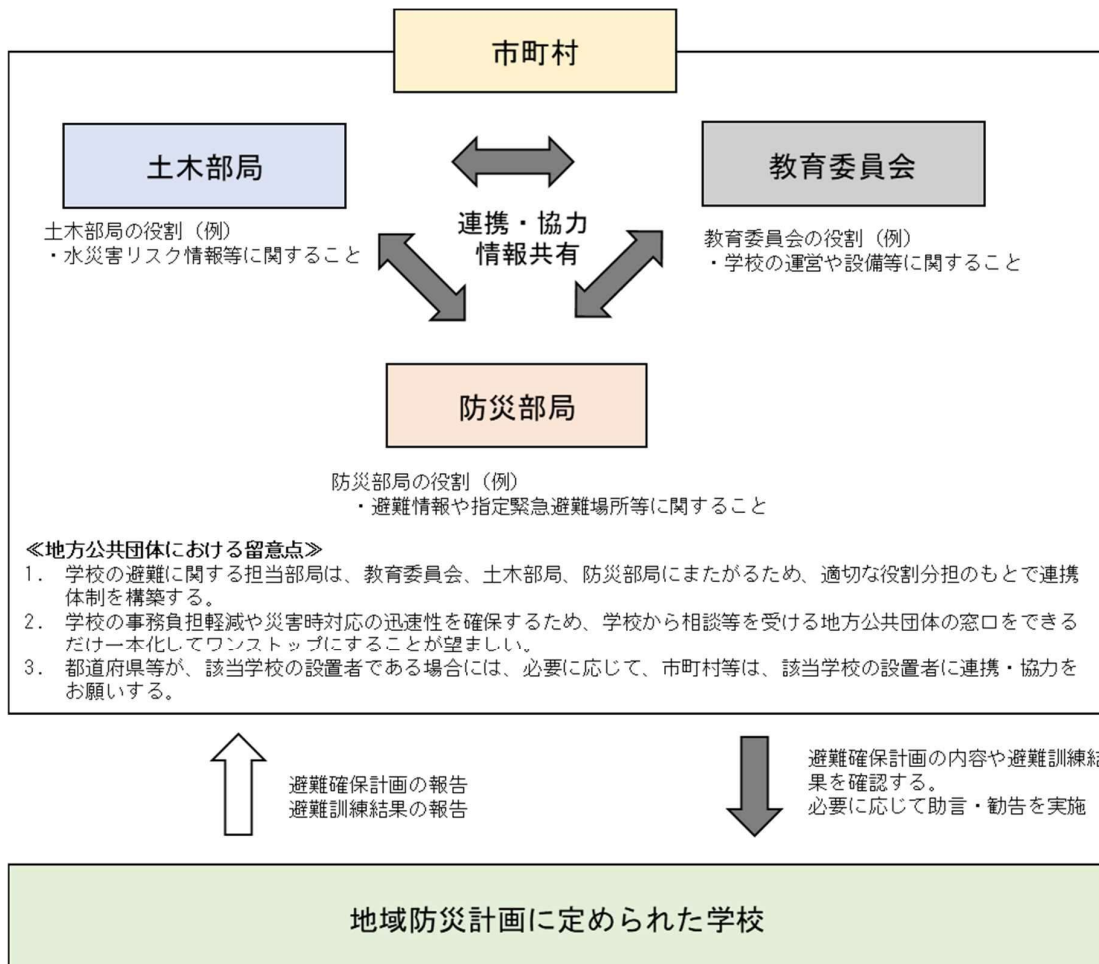 市町村
土木部局
教育委員会
土木部局の役割（例）
・水災害リスク情報等に関すること
連携・協力
情報共有
教育委員会の役割（例）
・学校の運営や設備等に関すること
防災部局
防災部局の役割（例）
・避難情報や指定緊急避難場所等に関すること
≪地方公共団体における留意点≫
1. 学校の避難に関する担当部局は、教育委員会、土木部局、防災部局にまたがるため、適切な役割分担のもとで連携
体制を構築する。
2. 学校の事務負担軽減や災害時対応の迅速性を確保するため、学校から相談等を受ける地方公共団体の窓口をできる
だけ一本化してワンストップにすることが望ましい。
3. 都道府県等が、該当学校の設置者である場合には、必要に応じて、市町村等は、該当学校の設置者に連携・協力を
お願いする。
避難確保計画の報告
避難訓練結果の報告
避難確保計画の内容や避難訓練結
果を確認する。
必要に応じて助言・勧告を実施
地域防災計画に定められた学校